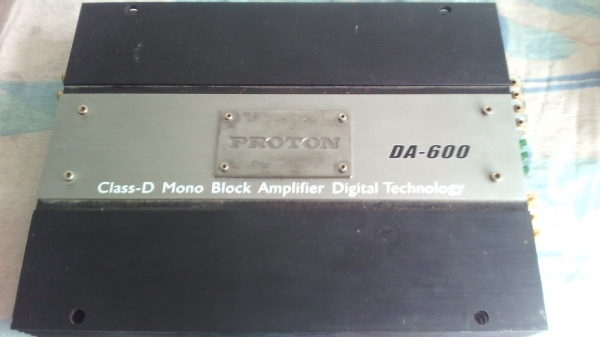 PROTON
DA-600
Class-D Mono Block Amplifier Digital Technology